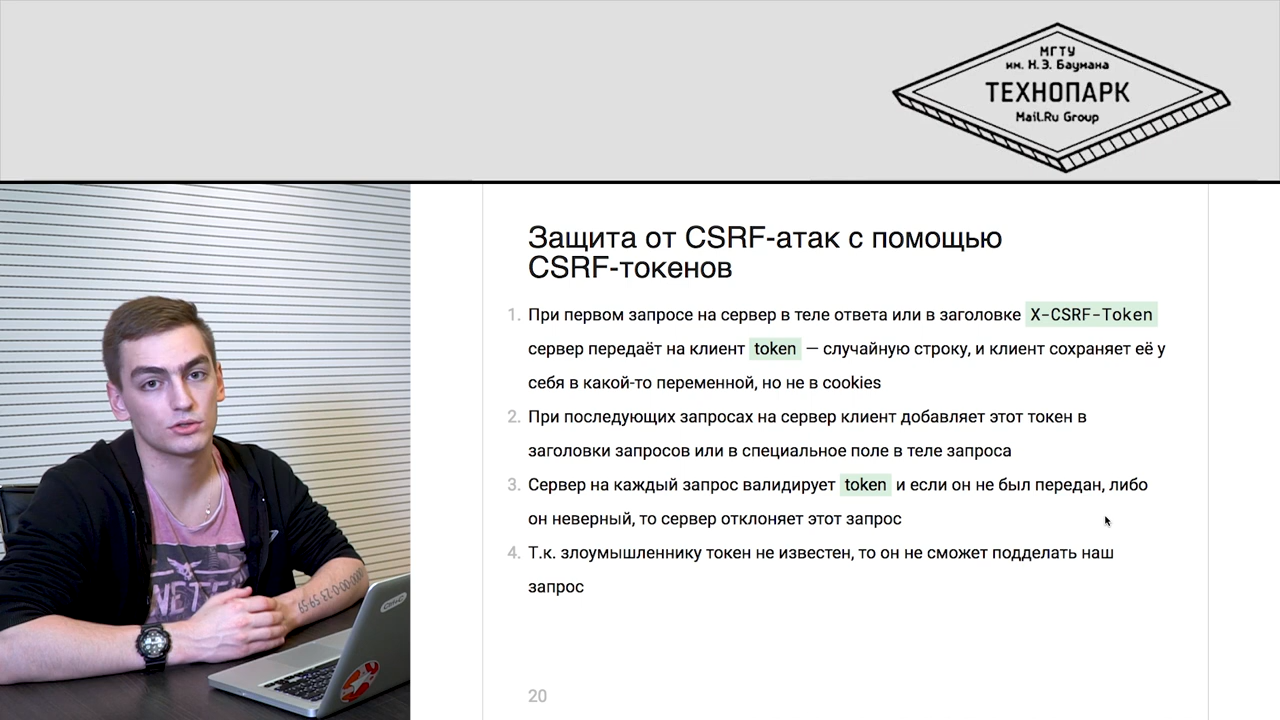 МГТУ
им. Н.Э. Баумана
ТЕХНОПАРК
Mail.Ru Group
Защита от CSRF-атак с помощью
CSRF-токенов
1. При первом запросе на сервер в теле ответа или в заголовке X-CSRF-Token
сервер передаёт на клиент token — случайную строку, и клиент сохраняет её у
себя в какой-то переменной, но не в cookies
2. При последующих запросах на сервер клиент добавляет этот токен в
заголовки запросов или в специальное поле в теле запроса
3. Сервер на каждый запрос валидирует token и если он не был передан, либо
он неверный, то сервер отклоняет этот запрос
4. Т.к. злоумышленнику токен не известен, то он не сможет подделать наш
запрос
20